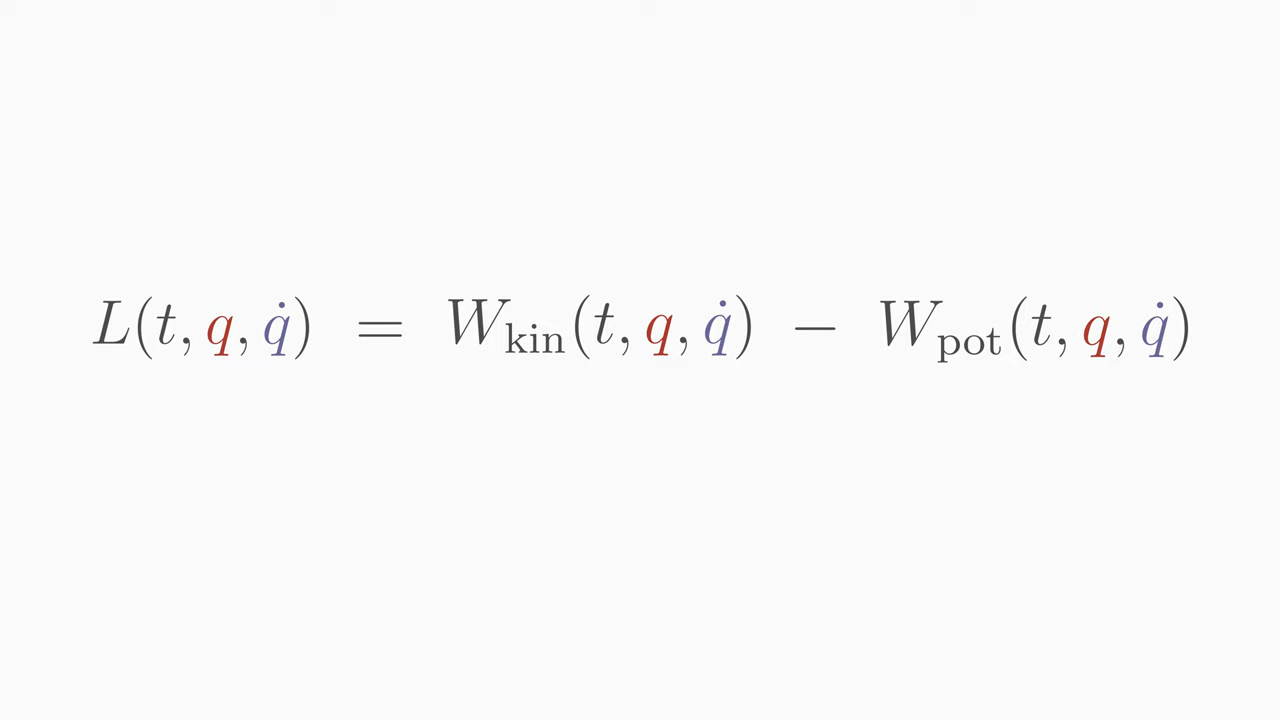 L(t, q, q̇) = W_kin(t, q, q̇) − W_pot(t, q, q̇)